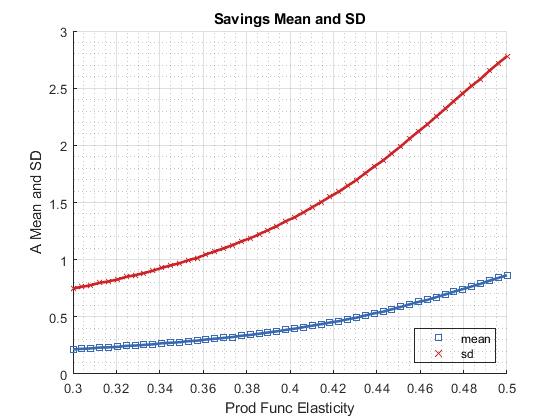 Savings Mean and SD
3
2.5
2
1.5
1
0.5
0
A Mean and SD
0.3 0.32 0.34 0.36 0.38 0.4 0.42 0.44 0.46 0.48 0.5
Prod Func Elasticity
mean
sd